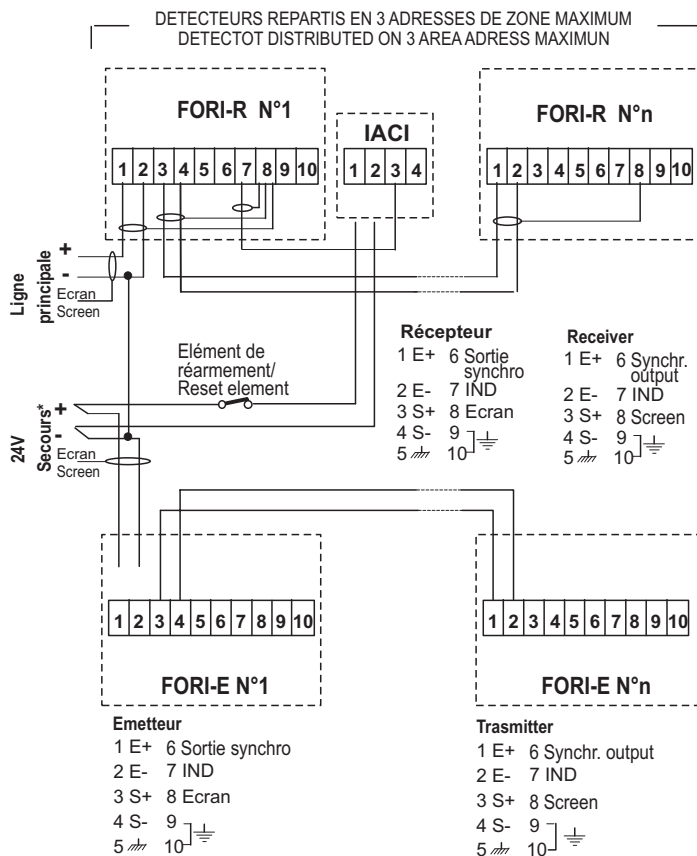 DETECTEURS REPARTIS EN 3 ADRESSES DE ZONE MAXIMUM
DETECTOT DISTRIBUTED ON 3 AREA ADRESS MAXIMUN
FORI-R N°1
1 2 3 4 5 6 7 8 9 10
IACI
1 2 3 4
FORI-R N°n
1 2 3 4 5 6 7 8 9 10
Ligne
principale
+
-
Ecran
Screen
Elément de
réarmement/
Reset element
24V
Secours*
+
-
Ecran
Screen
Récepteur
1 E+ 6 Sortie
synchro
2 E- 7 IND
3 S+ 8 Ecran
4 S- 9
5 10
Receiver
1 E+ 6 Synchr.
output
2 E- 7 IND
3 S+ 8 Screen
4 S- 9
5 10
1 2 3 4 5 6 7 8 9 10
FORI-E N°1
1 2 3 4 5 6 7 8 9 10
FORI-E N°n
Emetteur
1 E+ 6 Sortie synchro
2 E- 7 IND
3 S+ 8 Ecran
4 S- 9
5 10
Trasmitter
1 E+ 6 Synchr. output
2 E- 7 IND
3 S+ 8 Screen
4 S- 9
5 10